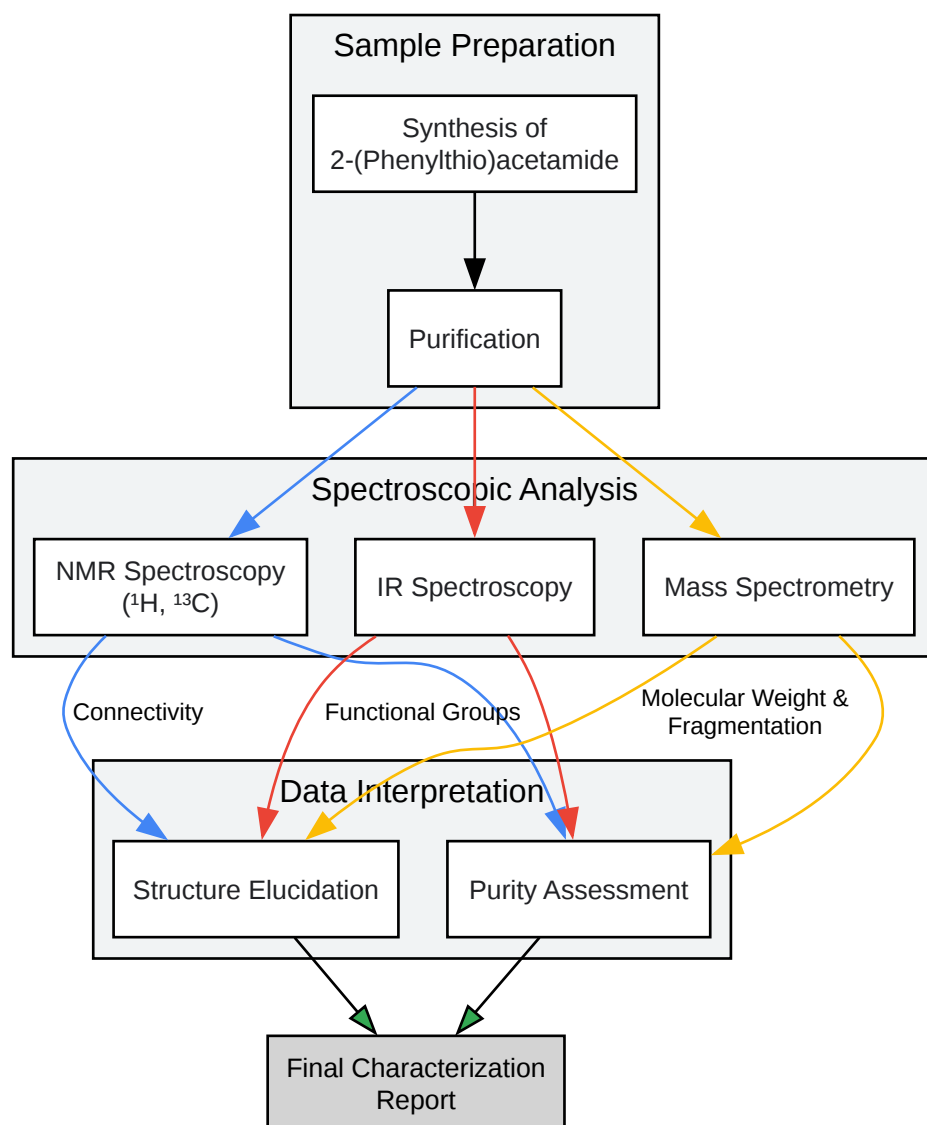 Sample Preparation
Synthesis of
2-(Phenylthio)acetamide
Purification
Spectroscopic Analysis
NMR Spectroscopy
(¹H, ¹³C)
IR Spectroscopy
Mass Spectrometry
Connectivity
Functional Groups
Molecular Weight &
Fragmentation
Data Interpretation
Structure Elucidation
Purity Assessment
Final Characterization
Report